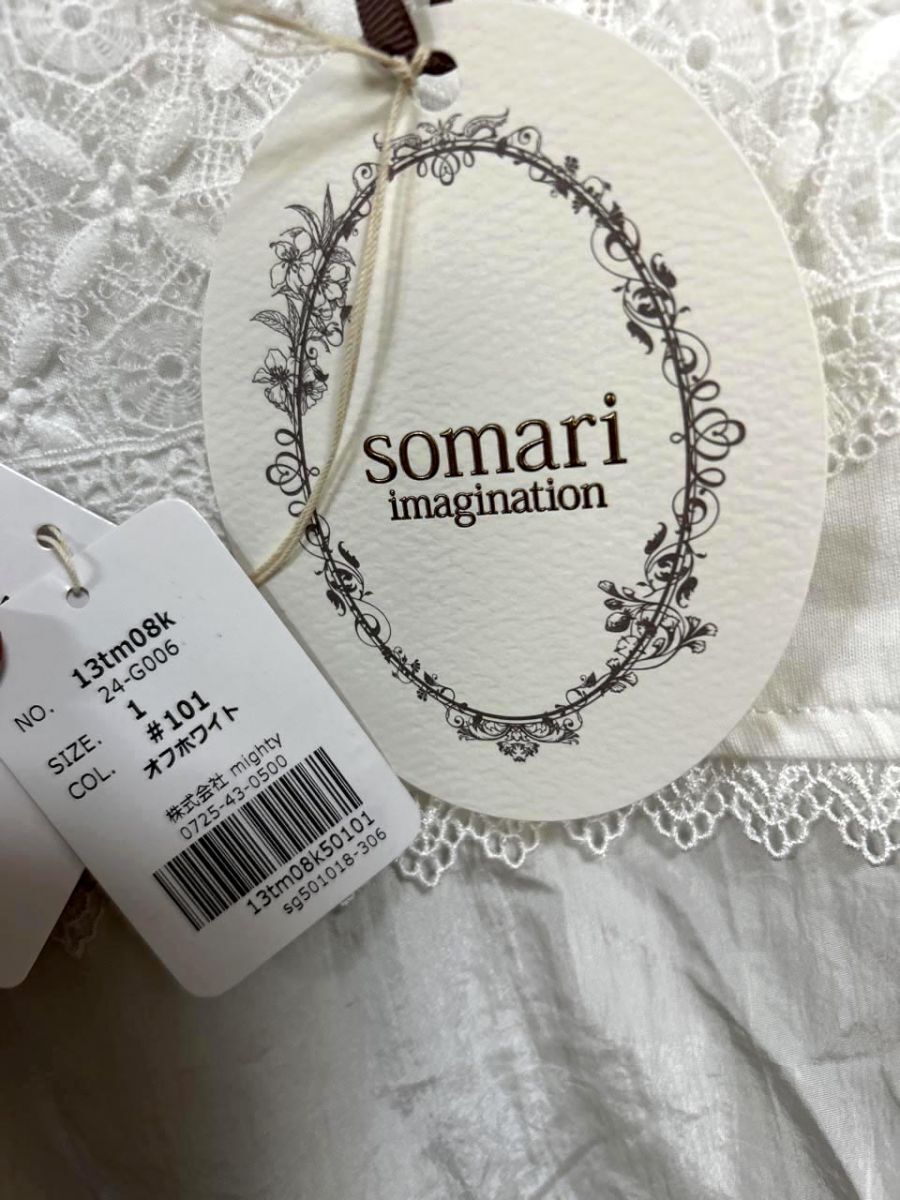 somari
imagination
NO. 13tm08k
24-G006
SIZE. 1
COL. #101
オフホワイト
株式会社 mighty
0725-43-0500
13tm08k50101
sg501018-306